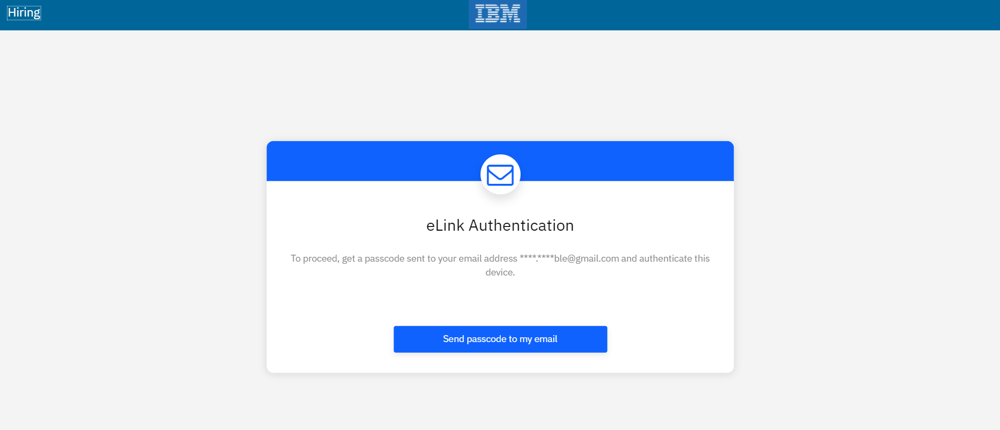 Hiring
IBM
eLink Authentication
To proceed, get a passcode sent to your email address ****.****ble@gmail.com and authenticate this
device.
Send passcode to my email